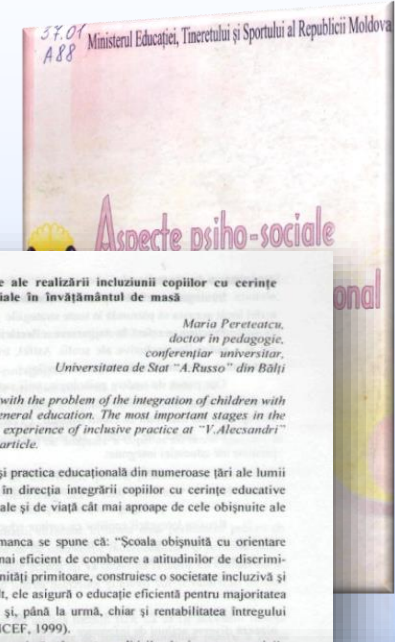 37.01
A88
Ministerul Educației, Tineretului și Sportului al Republicii Moldova
Aspecte psiho-sociale
onal
e ale realizării incluziunii copiilor cu cerințe
iale în învățământul de masă
Maria Pereteatcu,
doctor în pedagogie,
conferențiar universitar,
Universitatea de Stat "A.Russo" din Bălți
with the problem of the integration of children with
eneral education. The most important stages in the
experience of inclusive practice at "V.Alecsandri"
article.
și practica educațională din numeroase țări ale lumii
în direcția integrării copiilor cu cerințe educative
ale și de viață cât mai aproape de cele obișnuite ale
manca se spune că: "Școala obișnuită cu orientare
nai eficient de combatere a atitudinilor de discrimi-
nități primitoare, construiesc o societate incluzivă și
lt, ele asigură o educație eficientă pentru majoritatea
și, până la urmă, chiar și rentabilitatea întregului
ICEF, 1999).